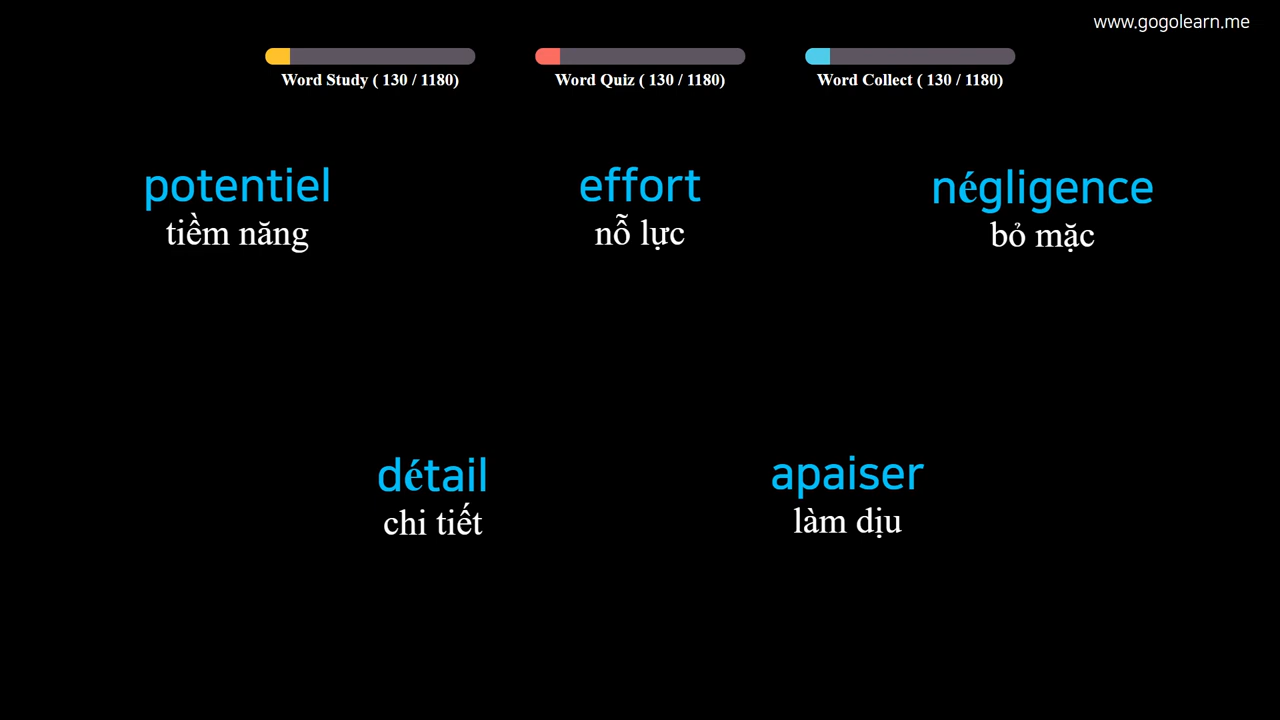 www.gogolearn.me
Word Study ( 130 / 1180)
Word Quiz ( 130 / 1180)
Word Collect ( 130 / 1180)
potentiel
tiềm năng
effort
nỗ lực
négligence
bỏ mặc
détail
chi tiết
apaiser
làm dịu